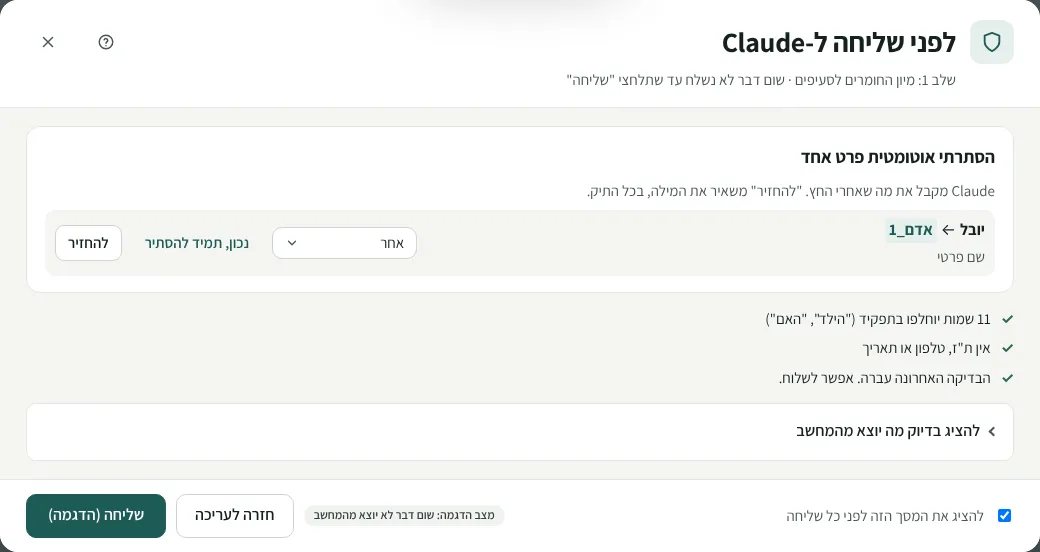 לפני שליחה ל-Claude
שלב 1: מיון החומרים לסעיפים · שום דבר לא נשלח עד שתלחצי "שליחה"
הסתרתי אוטומטית פרט אחד
Claude מקבל את מה שאחרי החץ. "להחזיר" משאיר את המילה, בכל התיק.
יובל ← אדם_1
שם פרטי
אחר
נכון, תמיד להסתיר
להחזיר
11 שמות יוחלפו בתפקיד ("הילד", "האם")
אין ת"ז, טלפון או תאריך
הבדיקה האחרונה עברה. אפשר לשלוח.
להציג בדיוק מה יוצא מהמחשב
להציג את המסך הזה לפני כל שליחה
מצב הדגמה: שום דבר לא יוצא מהמחשב
חזרה לעריכה
שליחה (הדגמה)